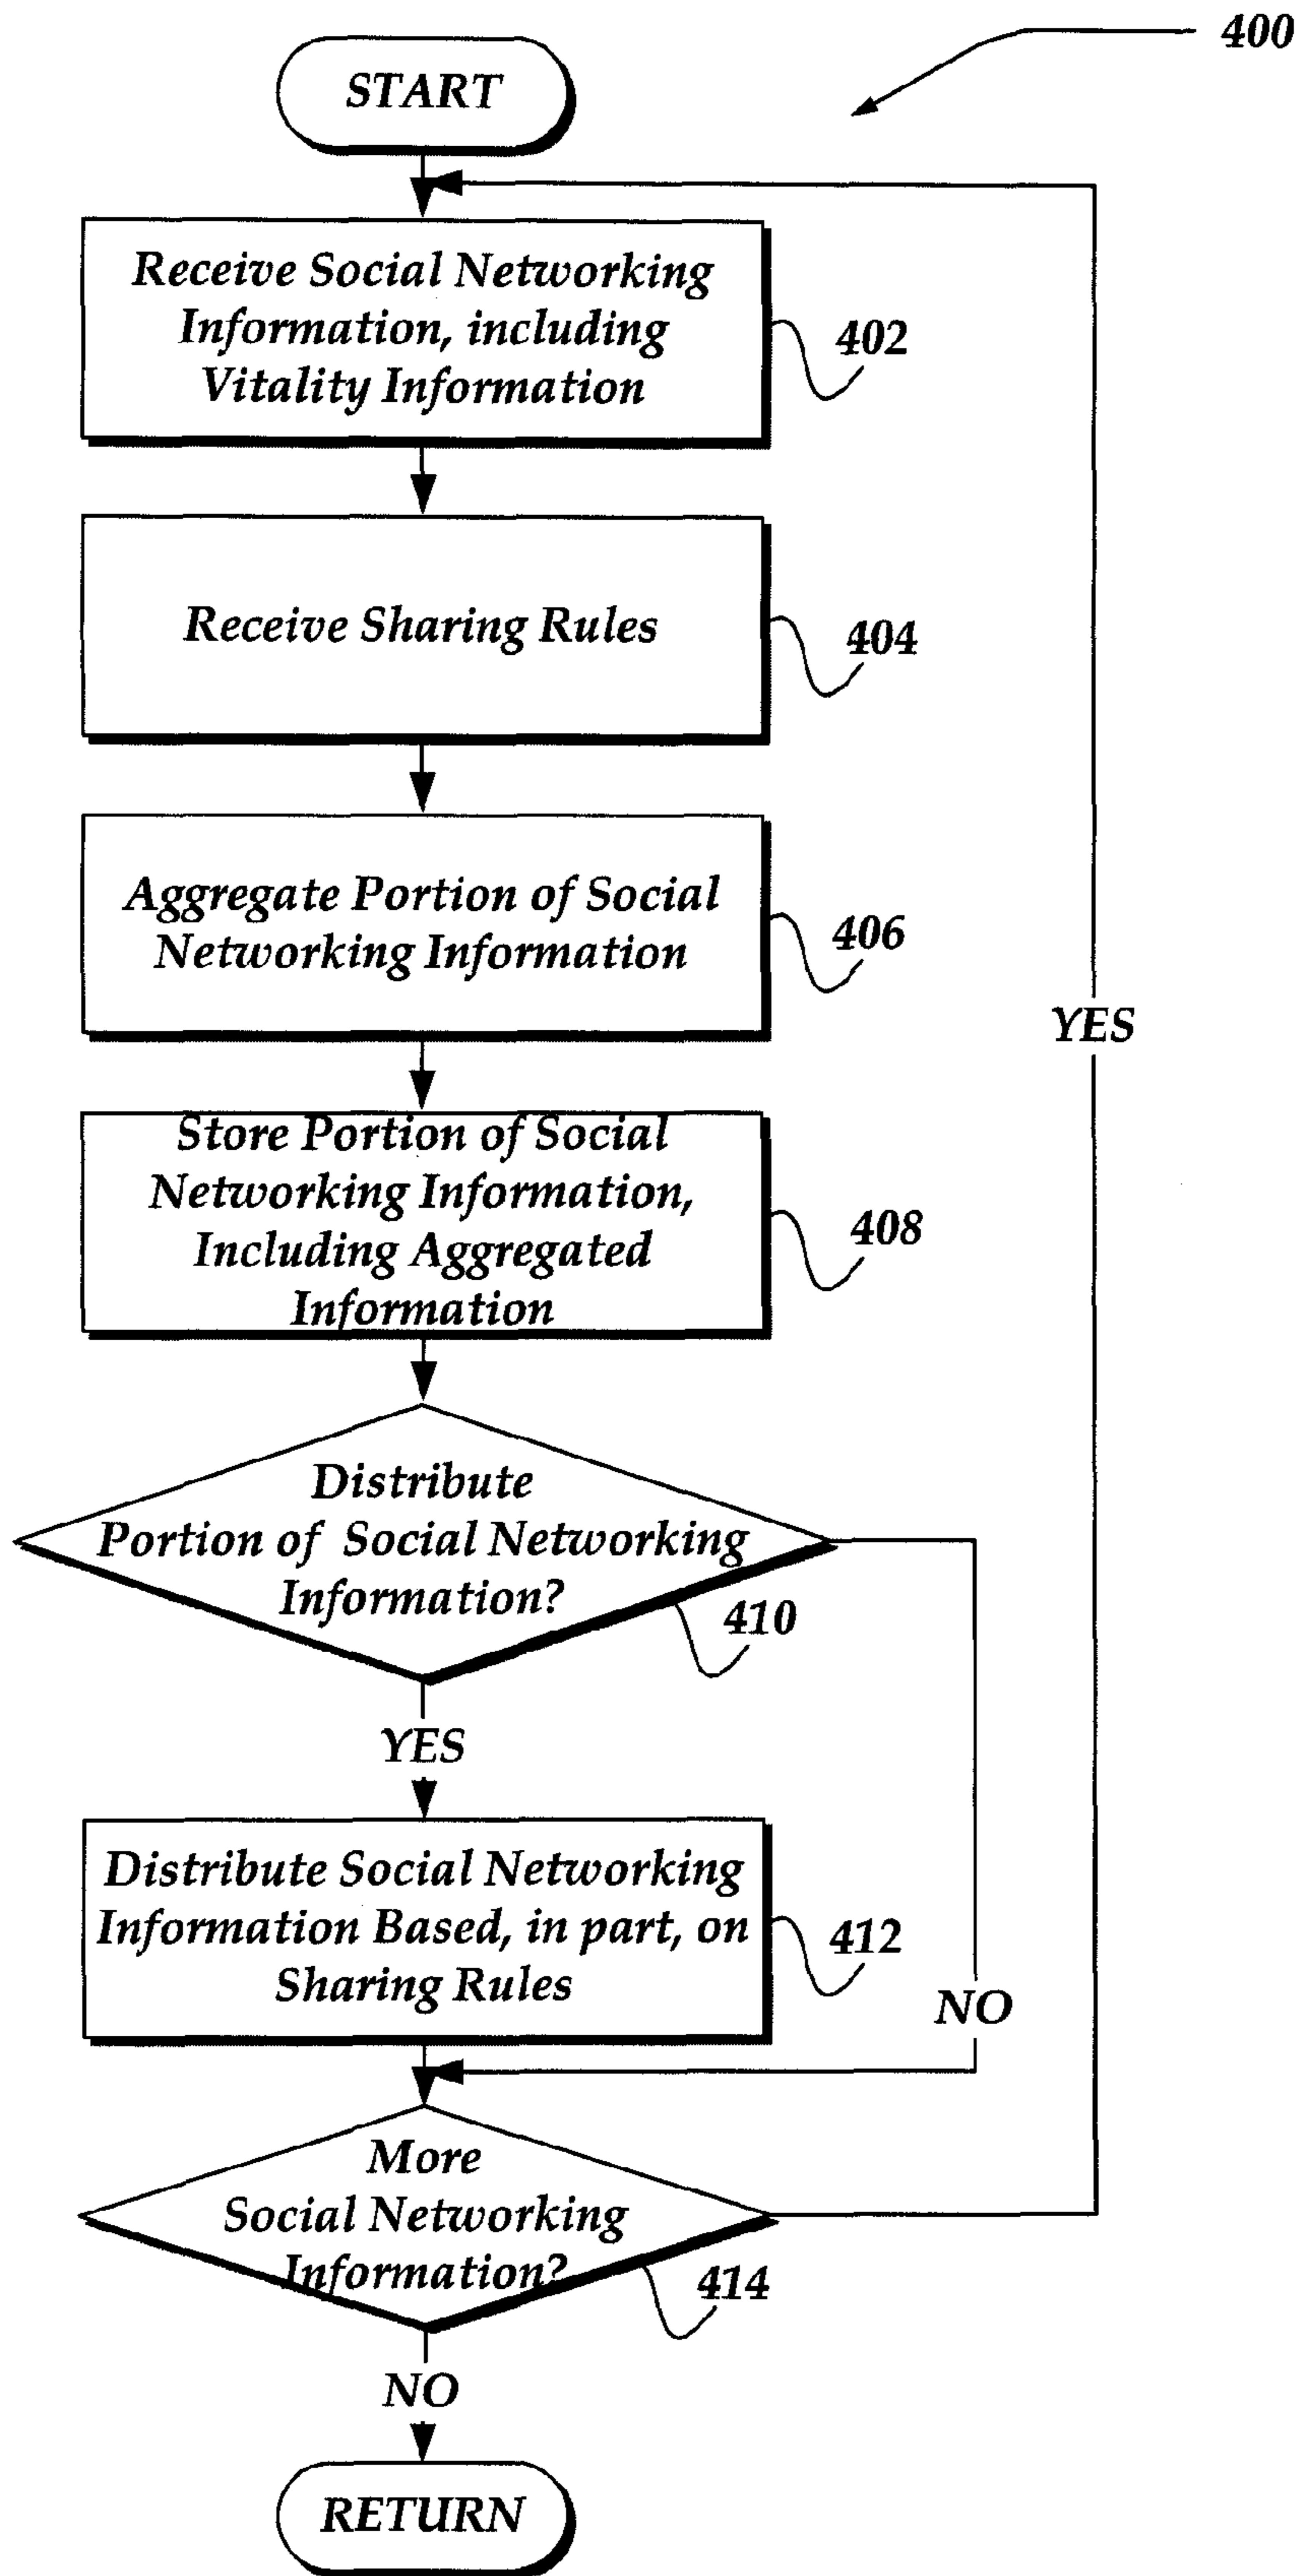 400
START
Receive Social Networking
Information, including
Vitality Information
402
Receive Sharing Rules
404
Aggregate Portion of Social
Networking Information
406
YES
Store Portion of Social
Networking Information,
Including Aggregated
Information
408
Distribute
Portion of Social Networking
Information?
410
YES
Distribute Social Networking
Information Based, in part, on
Sharing Rules
412
NO
More
Social Networking
Information?
414
NO
RETURN